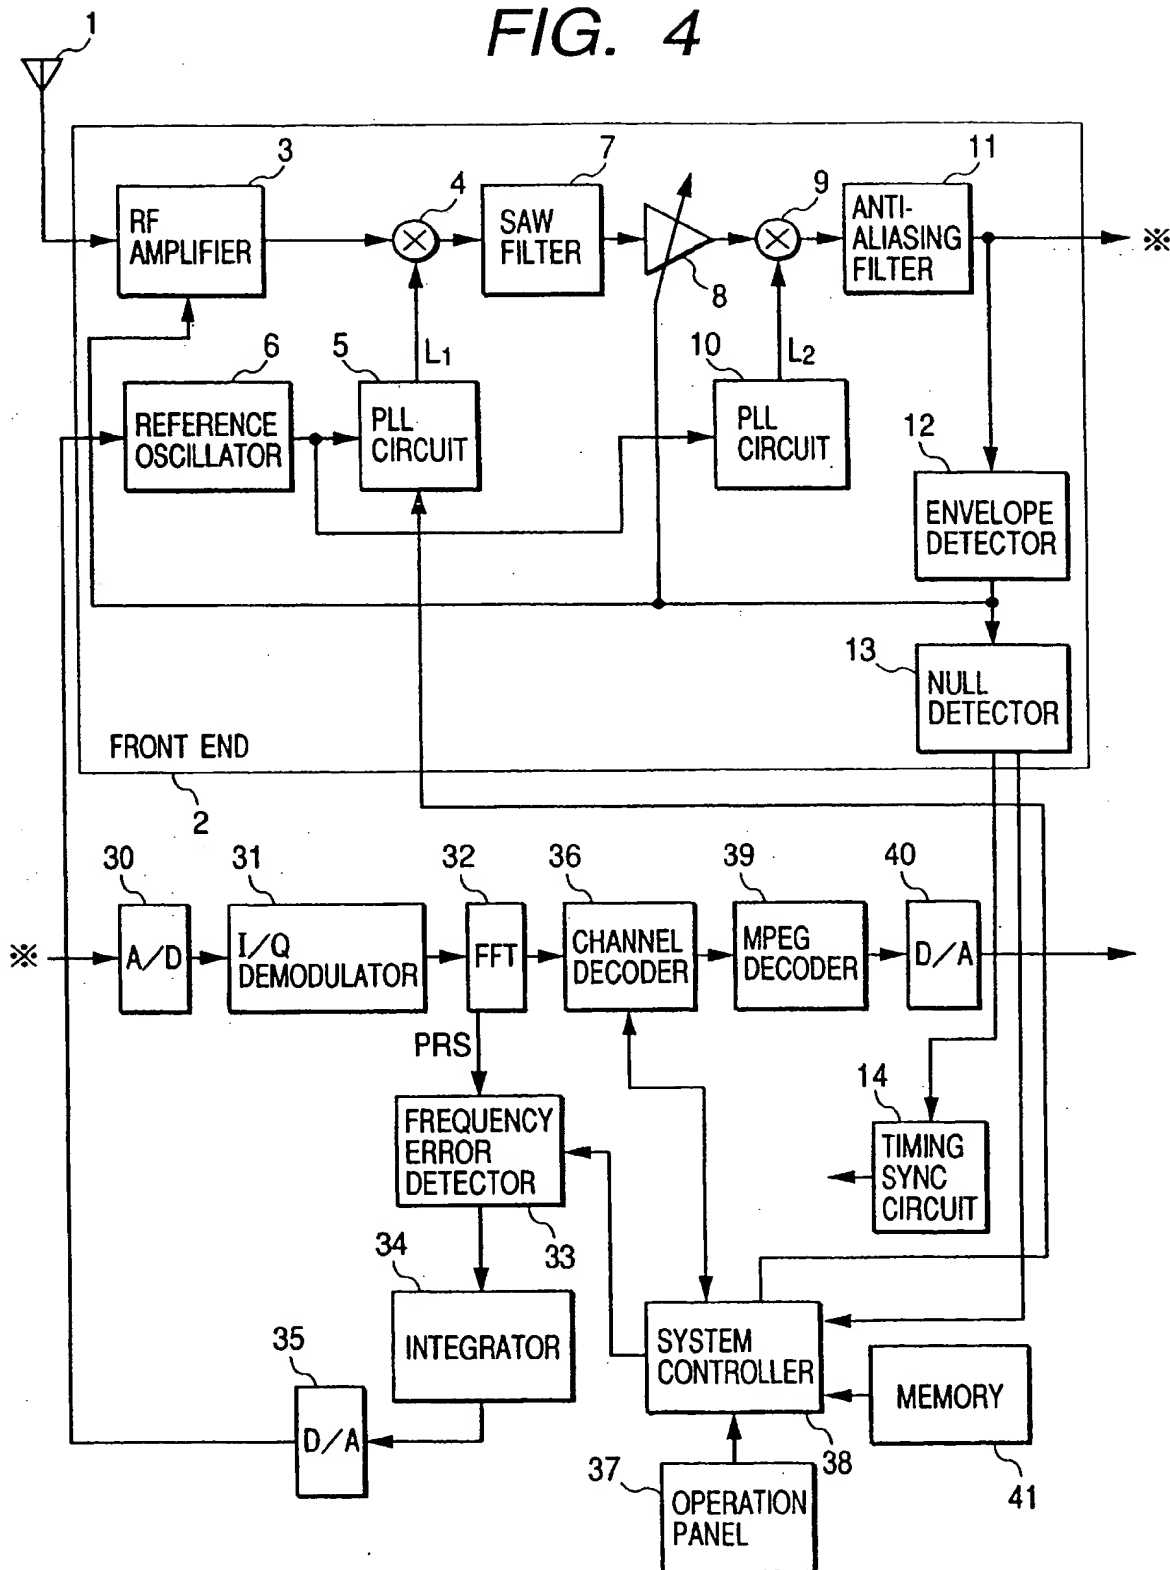 FIG. 4
1
3
4
7
9
11
RF
AMPLIFIER
SAW
FILTER
8
ANTI-
ALIASING
FILTER
※
6
5
L1
10
L2
REFERENCE
OSCILLATOR
PLL
CIRCUIT
PLL
CIRCUIT
12
ENVELOPE
DETECTOR
13
NULL
DETECTOR
FRONT END
2
30
31
32
36
39
40
※
A/D
I/Q
DEMODULATOR
FFT
CHANNEL
DECODER
MPEG
DECODER
D/A
PRS
14
FREQUENCY
ERROR
DETECTOR
TIMING
SYNC
CIRCUIT
33
34
INTEGRATOR
SYSTEM
CONTROLLER
35
MEMORY
D/A
38
37
41
OPERATION
PANEL